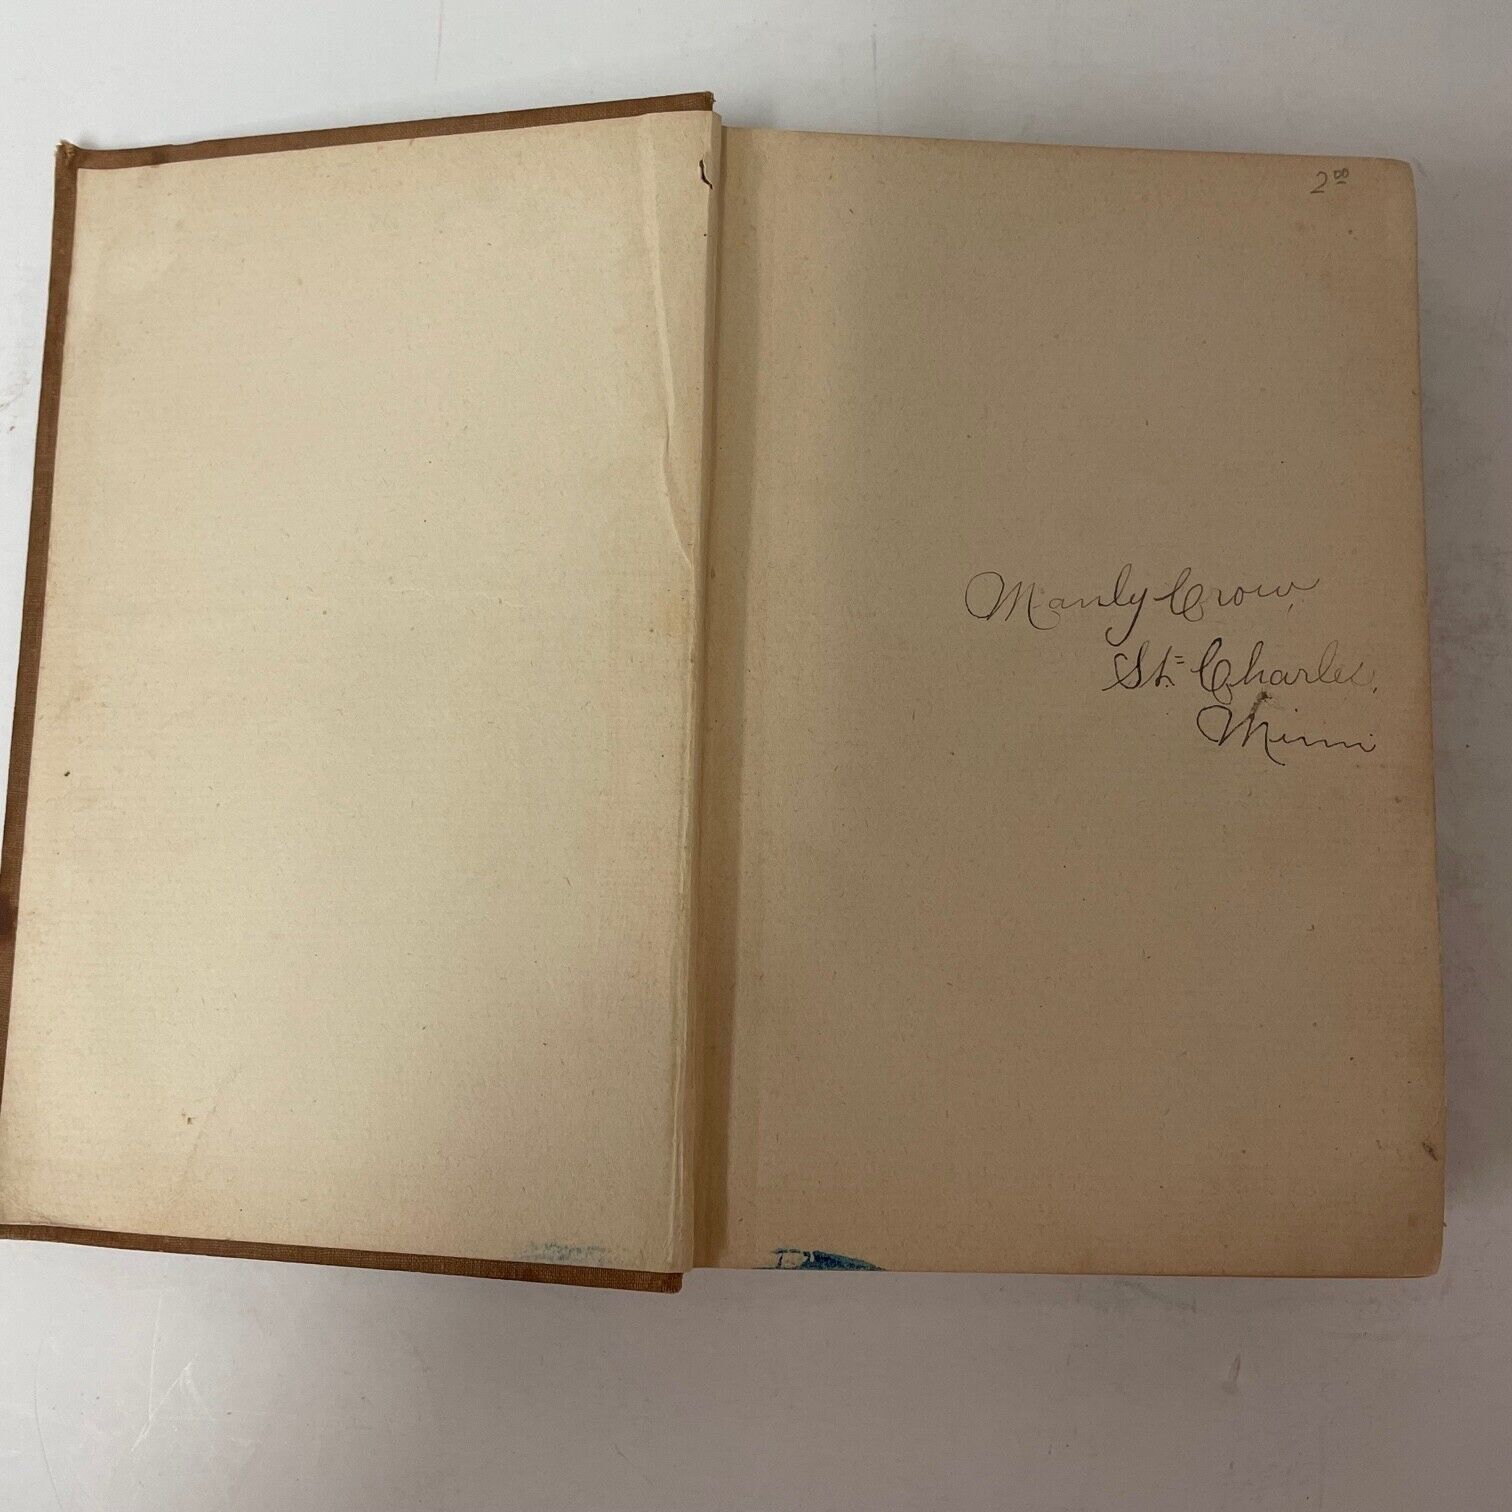 2 00
Manly Crow,
St. Charles,
Minn